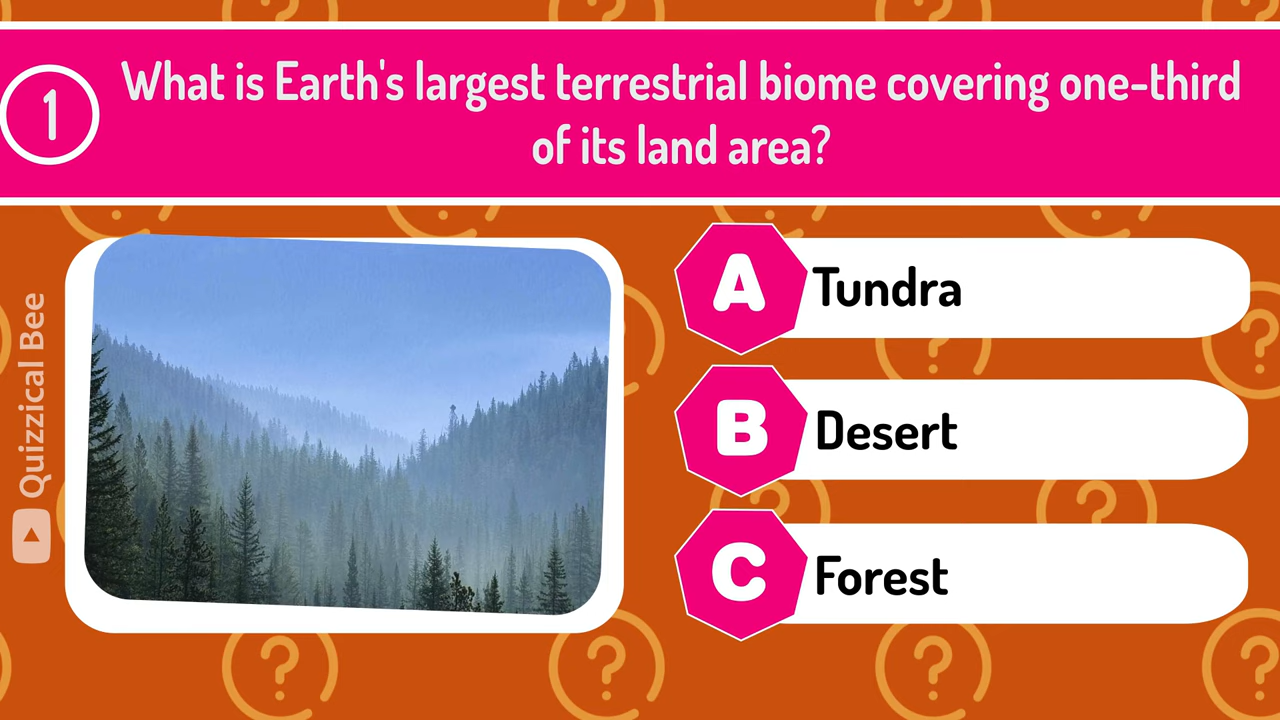 1
What is Earth's largest terrestrial biome covering one-third
of its land area?
A Tundra
B Desert
C Forest
Quizzical Bee